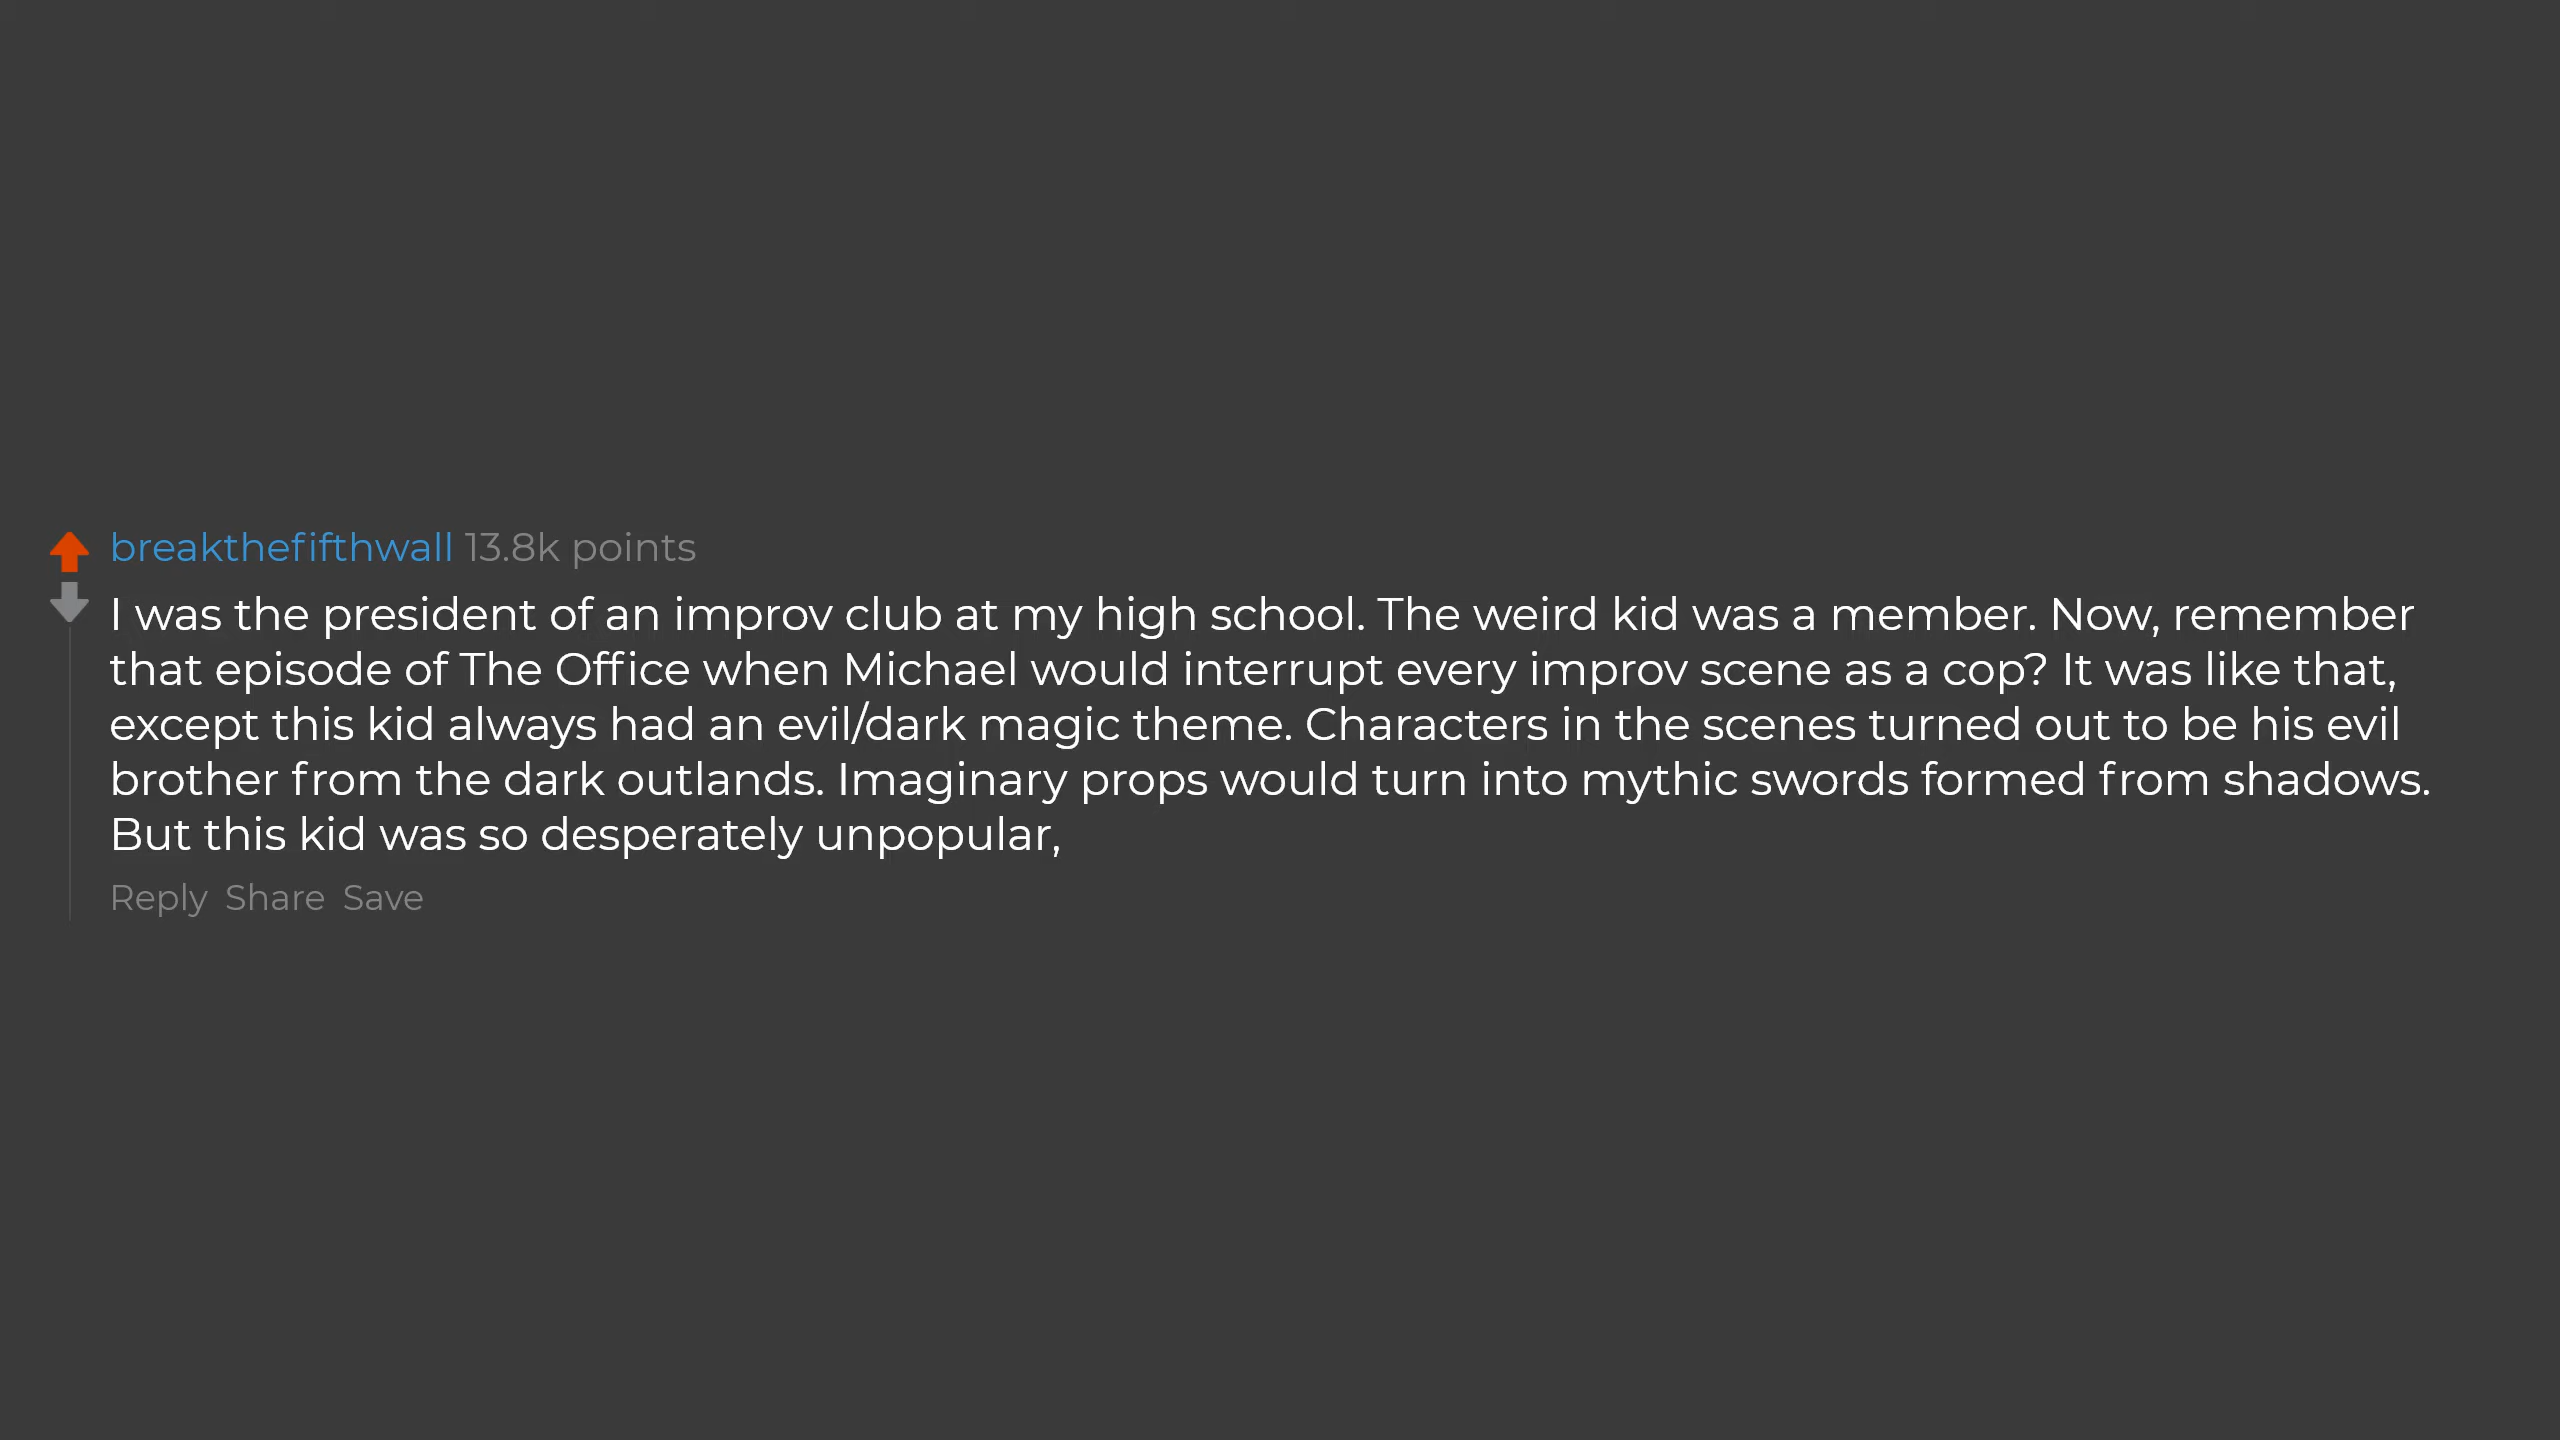 breakthefifthwall 13.8k points
I was the president of an improv club at my high school. The weird kid was a member. Now, remember
that episode of The Office when Michael would interrupt every improv scene as a cop? It was like that,
except this kid always had an evil/dark magic theme. Characters in the scenes turned out to be his evil
brother from the dark outlands. Imaginary props would turn into mythic swords formed from shadows.
But this kid was so desperately unpopular,
Reply Share Save